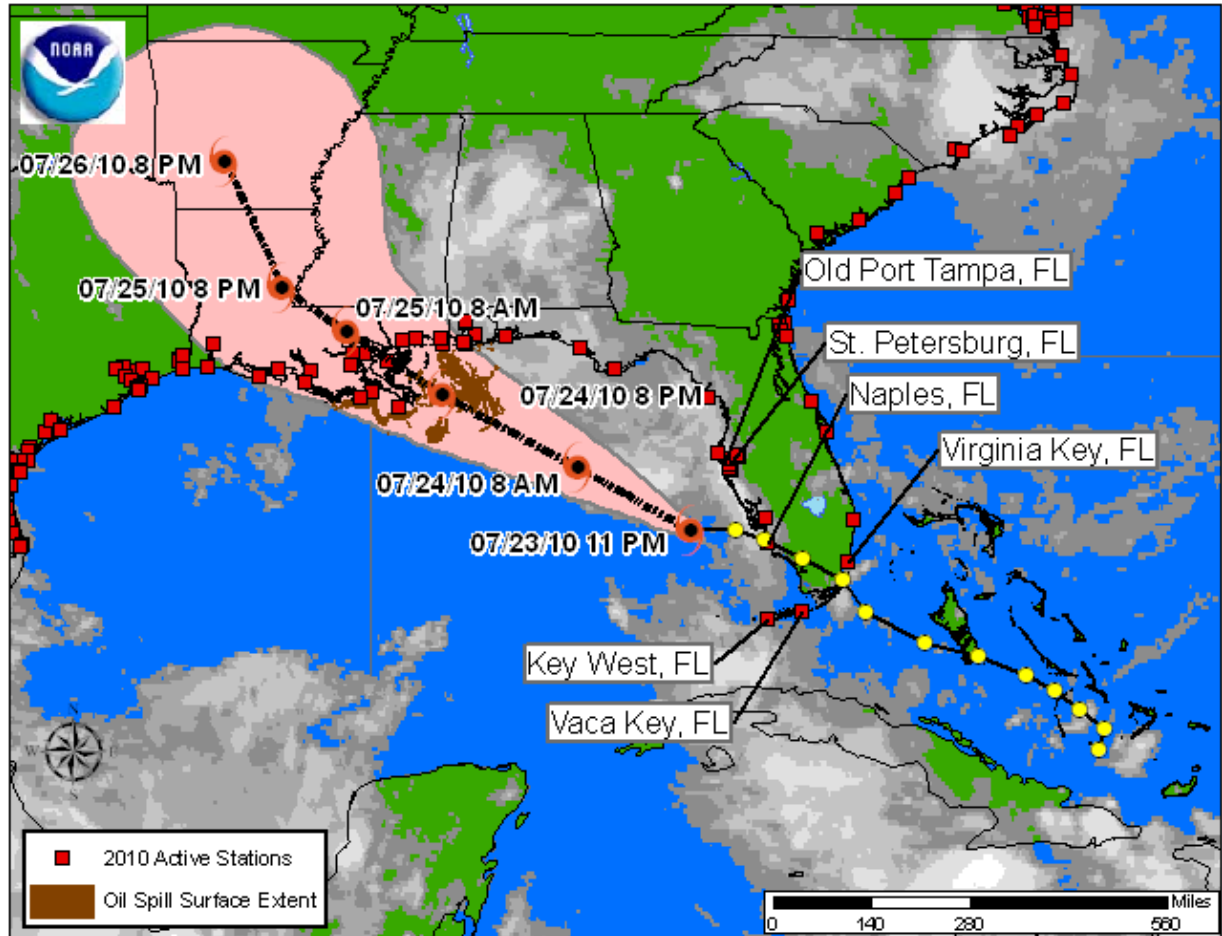 NOAA
07/26/10 8 PM
07/25/10 8 PM
07/25/10 8 AM
07/24/10 8 PM
07/24/10 8 AM
07/23/10 11 PM
Old Port Tampa, FL
St. Petersburg, FL
Naples, FL
Virginia Key, FL
Key West, FL
Vaca Key, FL
N
W E
S
2010 Active Stations
Oil Spill Surface Extent
Miles
0 140 280 560